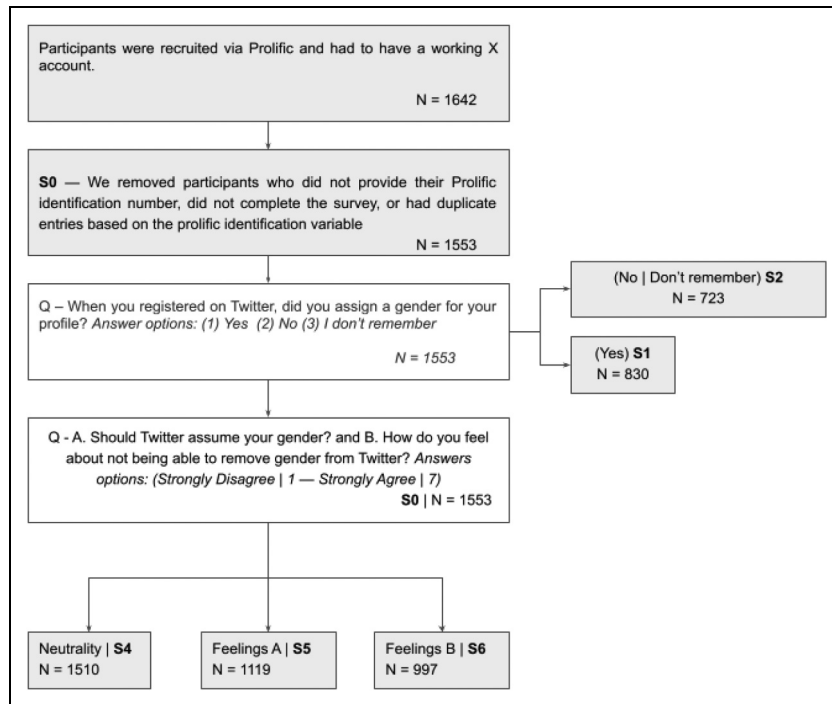 Participants were recruited via Prolific and had to have a working X
account.
N = 1642
S0 — We removed participants who did not provide their Prolific
identification number, did not complete the survey, or had duplicate
entries based on the prolific identification variable
N = 1553
Q – When you registered on Twitter, did you assign a gender for your
profile? Answer options: (1) Yes (2) No (3) I don't remember
N = 1553
(No | Don't remember) S2
N = 723
(Yes) S1
N = 830
Q - A. Should Twitter assume your gender? and B. How do you feel
about not being able to remove gender from Twitter? Answers
options: (Strongly Disagree | 1 — Strongly Agree | 7)
S0 | N = 1553
Neutrality | S4
N = 1510
Feelings A | S5
N = 1119
Feelings B | S6
N = 997